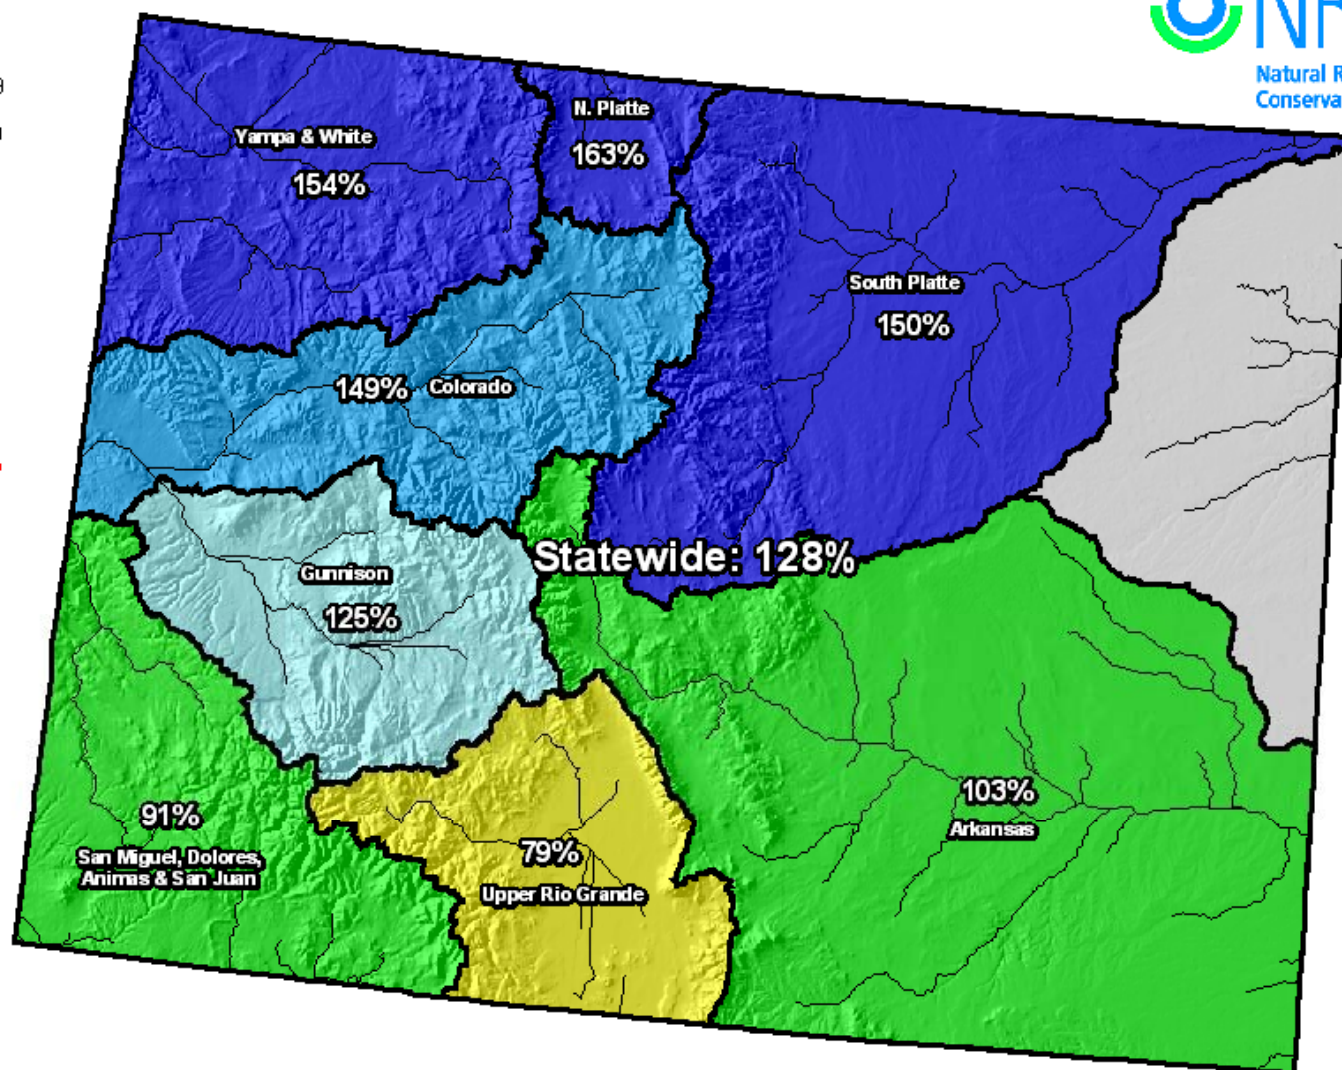 NR
Natural R
Conserva
N. Platte
163%
Yampa & White
154%
South Platte
150%
149% Colorado
Statewide: 128%
Gunnison
125%
103%
Arkansas
91%
San Miguel, Dolores,
Animas & San Juan
79%
Upper Rio Grande